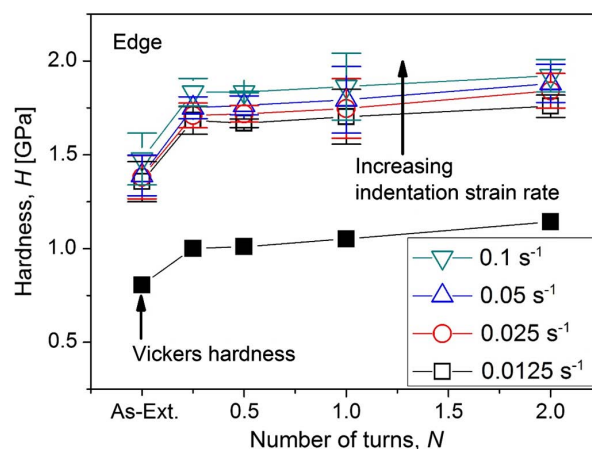 Edge
2.0
1.5
1.0
0.5
Hardness, H [GPa]
Increasing
indentation strain rate
Vickers hardness
0.1 s⁻¹
0.05 s⁻¹
0.025 s⁻¹
0.0125 s⁻¹
As-Ext. 0.5 1.0 1.5 2.0
Number of turns, N